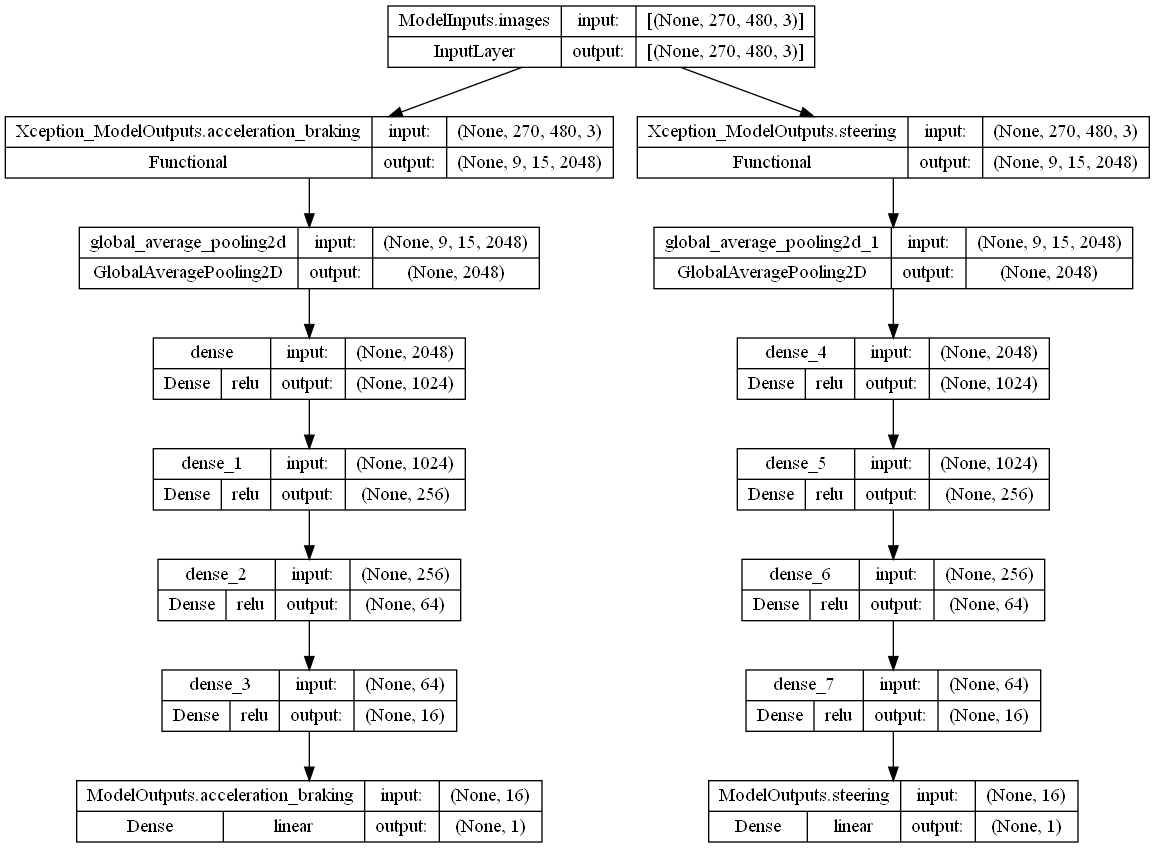 ModelInputs.images input: [(None, 270, 480, 3)]
InputLayer output: [(None, 270, 480, 3)]
Xception_ModelOutputs.acceleration_braking input: (None, 270, 480, 3)
Functional output: (None, 9, 15, 2048)
Xception_ModelOutputs.steering input: (None, 270, 480, 3)
Functional output: (None, 9, 15, 2048)
global_average_pooling2d input: (None, 9, 15, 2048)
GlobalAveragePooling2D output: (None, 2048)
global_average_pooling2d_1 input: (None, 9, 15, 2048)
GlobalAveragePooling2D output: (None, 2048)
dense input: (None, 2048)
Dense relu output: (None, 1024)
dense_4 input: (None, 2048)
Dense relu output: (None, 1024)
dense_1 input: (None, 1024)
Dense relu output: (None, 256)
dense_5 input: (None, 1024)
Dense relu output: (None, 256)
dense_2 input: (None, 256)
Dense relu output: (None, 64)
dense_6 input: (None, 256)
Dense relu output: (None, 64)
dense_3 input: (None, 64)
Dense relu output: (None, 16)
dense_7 input: (None, 64)
Dense relu output: (None, 16)
ModelOutputs.acceleration_braking input: (None, 16)
Dense linear output: (None, 1)
ModelOutputs.steering input: (None, 16)
Dense linear output: (None, 1)